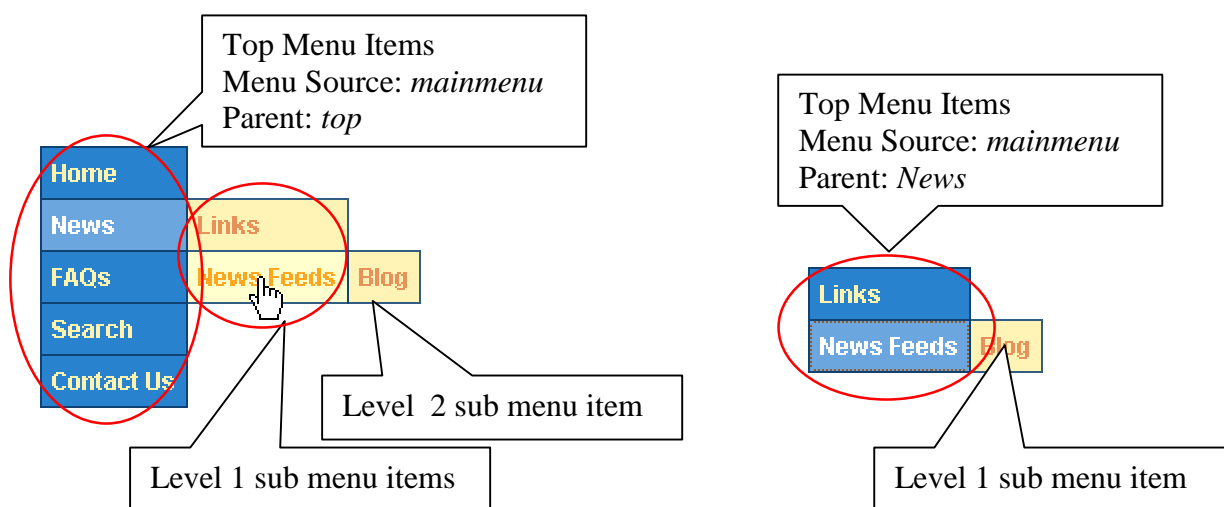 Top Menu Items
Menu Source: mainmenu
Parent: top
Home
News
Links
FAQs
News Feeds
Blog
Search
Contact Us
Level 2 sub menu item
Level 1 sub menu items
Top Menu Items
Menu Source: mainmenu
Parent: News
Links
News Feeds
Blog
Level 1 sub menu item